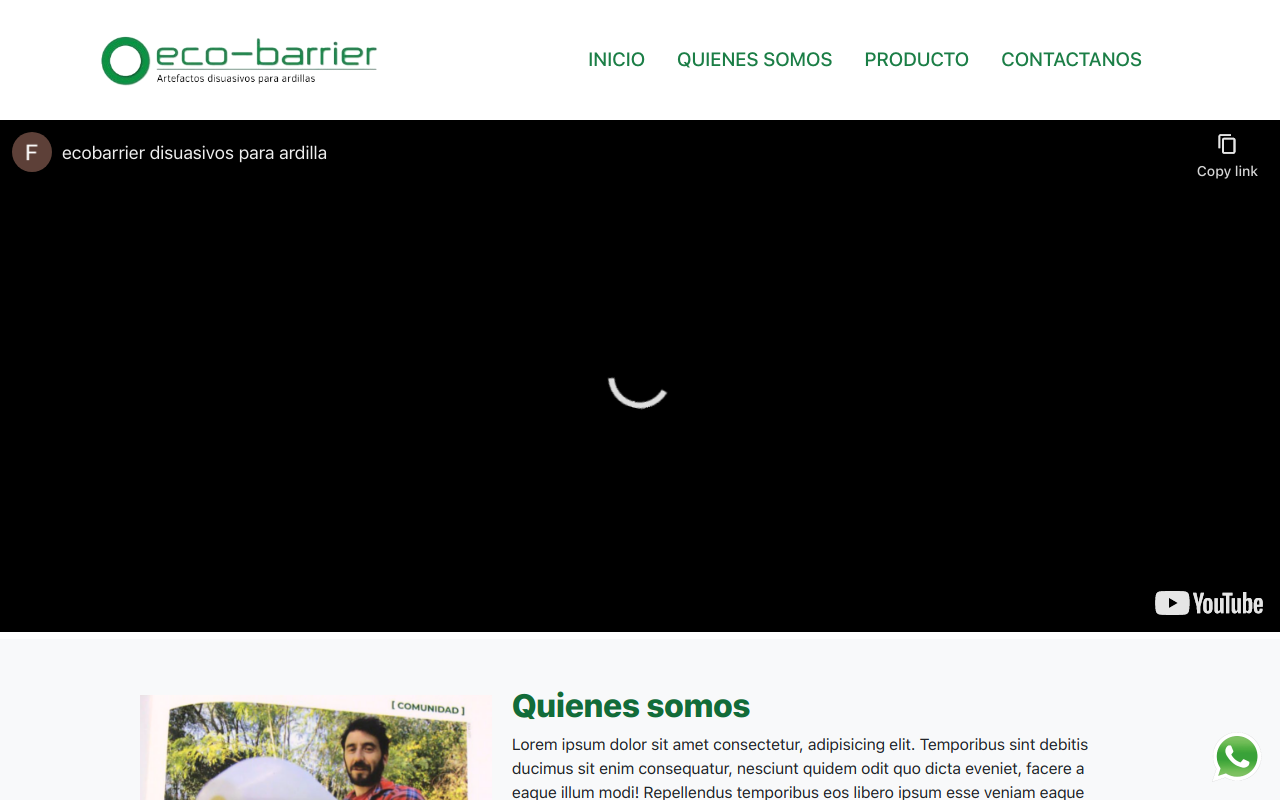 eco-barrier
Artefactos disuasivos para ardillas
INICIO
QUIENES SOMOS
PRODUCTO
CONTACTANOS
F
ecobarrier disuasivos para ardilla
Copy link
YouTube
[ COMUNIDAD ]
Quienes somos
Lorem ipsum dolor sit amet consectetur, adipisicing elit. Temporibus sint debitis
ducimus sit enim consequatur, nesciunt quidem odit quo dicta eveniet, facere a
eaque illum modi! Repellendus temporibus eos libero ipsum esse veniam eaque